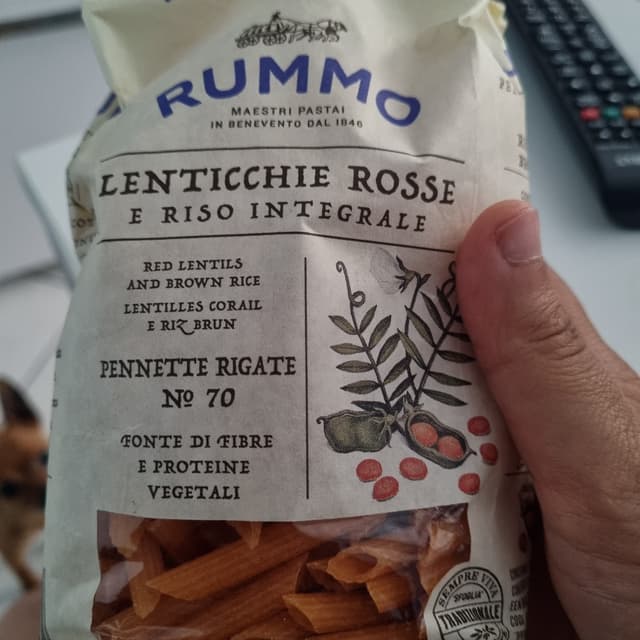 RUMMO
MAESTRI PASTAI
IN BENEVENTO DAL 1846
LENTICCHIE ROSSE
E RISO INTEGRALE
RED LENTILS
AND BROWN RICE
LENTILLES CORAIL
E RIZ BRUN
PENNETTE RIGATE
Nº 70
FONTE DI FIBRE
E PROTEINE
VEGETALI
SEMPRE VIVA
SFOGLIA
TRADIZIONALE